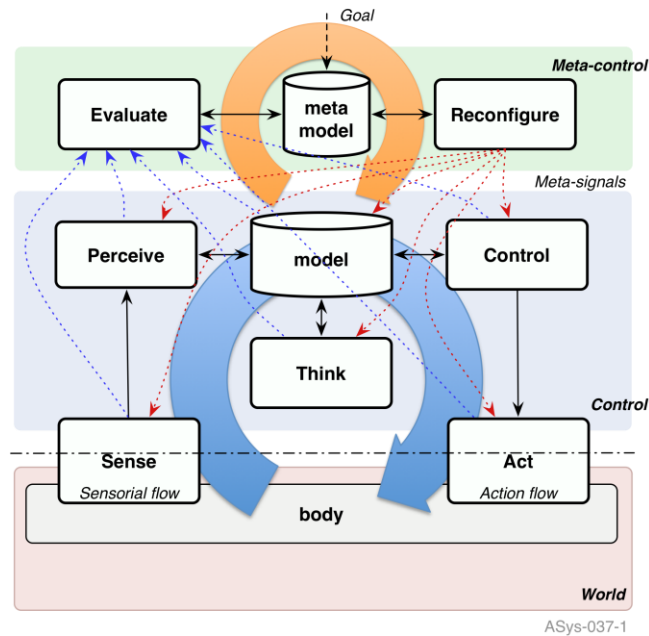 Goal
Meta-control
Evaluate
meta
model
Reconfigure
Meta-signals
Perceive
model
Control
Think
Control
Sense
Sensorial flow
Act
Action flow
body
World
ASys-037-1